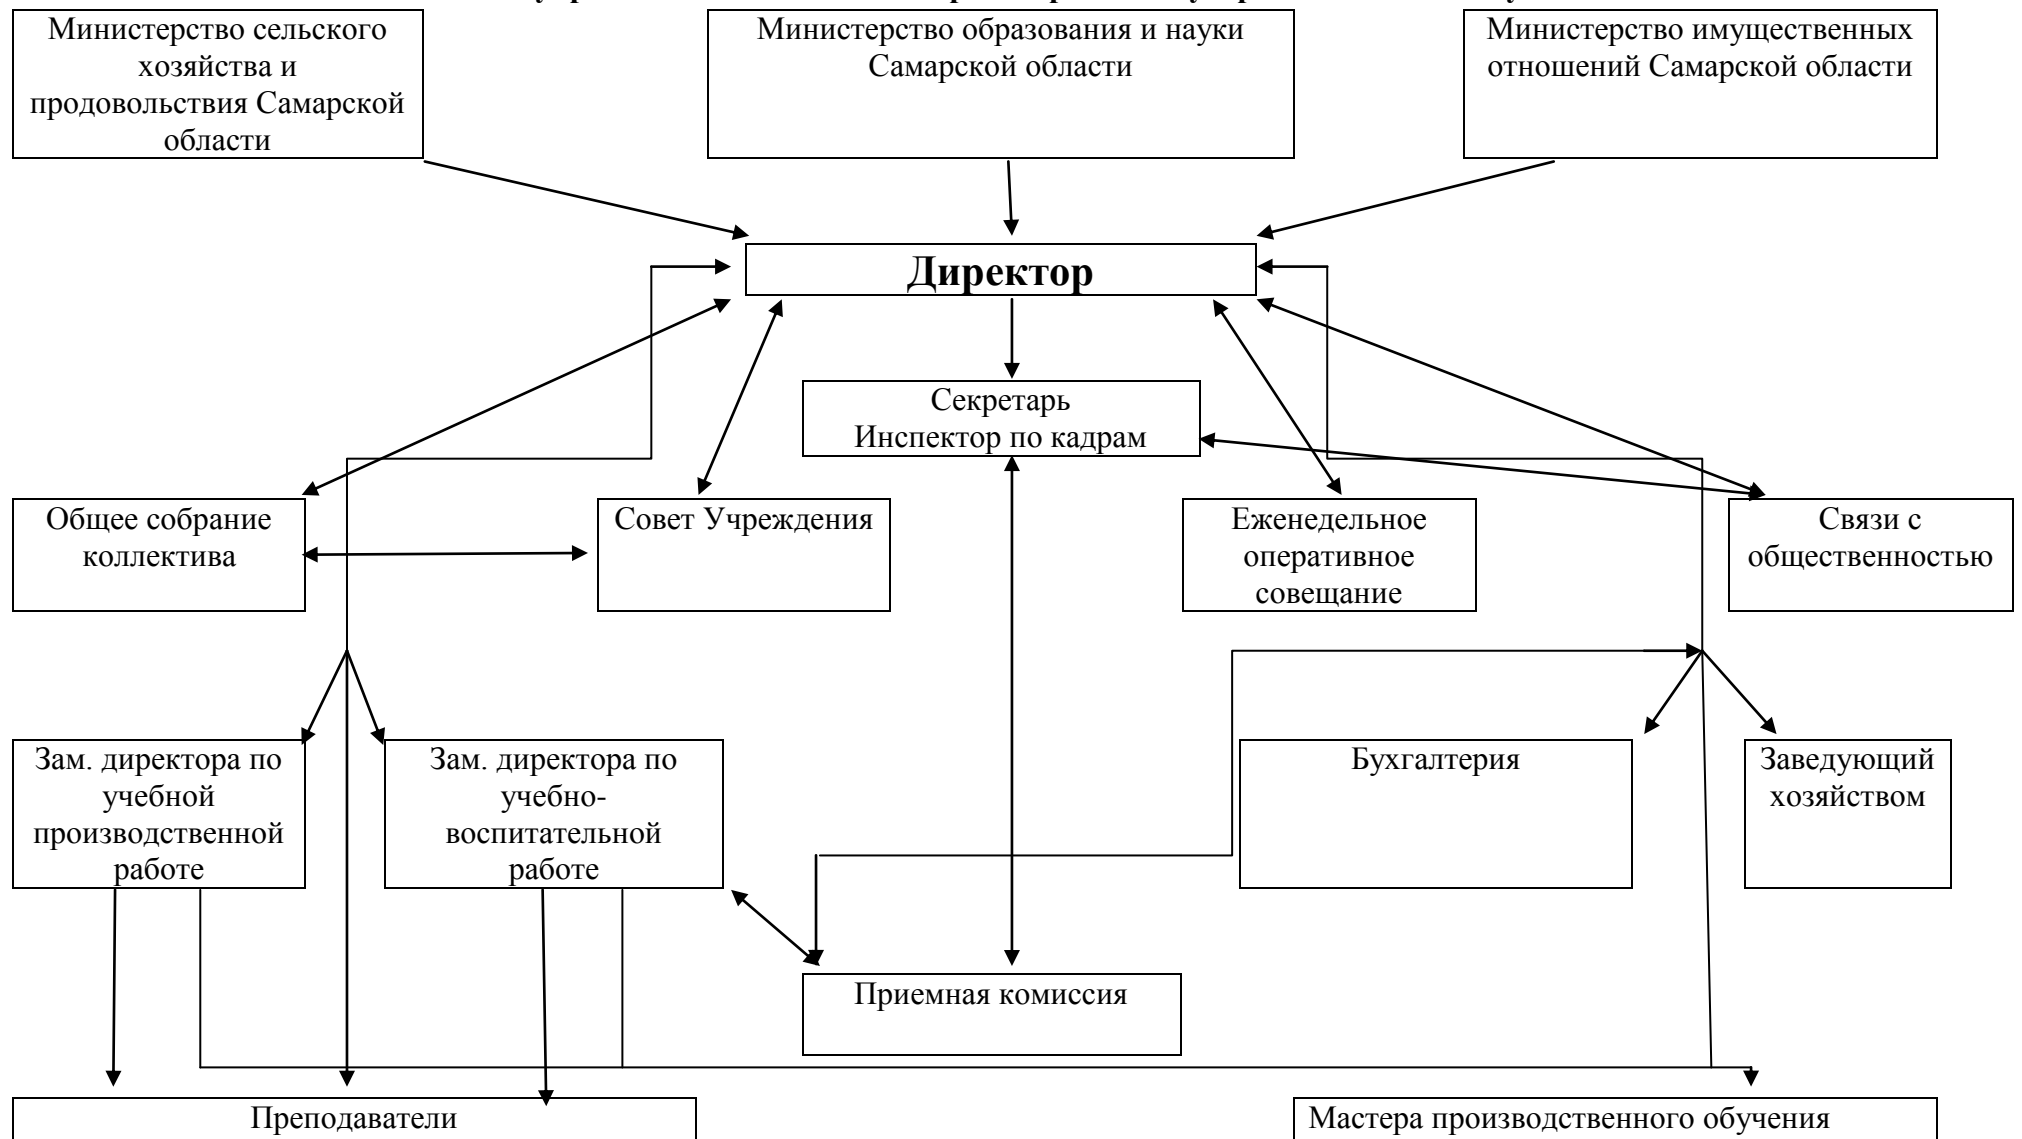 Министерство сельского
хозяйства и
продовольствия Самарской
области
Министерство образования и науки
Самарской области
Министерство имущественных
отношений Самарской области
Директор
Секретарь
Инспектор по кадрам
Общее собрание
коллектива
Совет Учреждения
Еженедельное
оперативное
совещание
Связи с
общественностью
Зам. директора по
учебной
производственной
работе
Зам. директора по
учебно-
воспитательной
работе
Бухгалтерия
Заведующий
хозяйством
Приемная комиссия
Преподаватели
Мастера производственного обучения